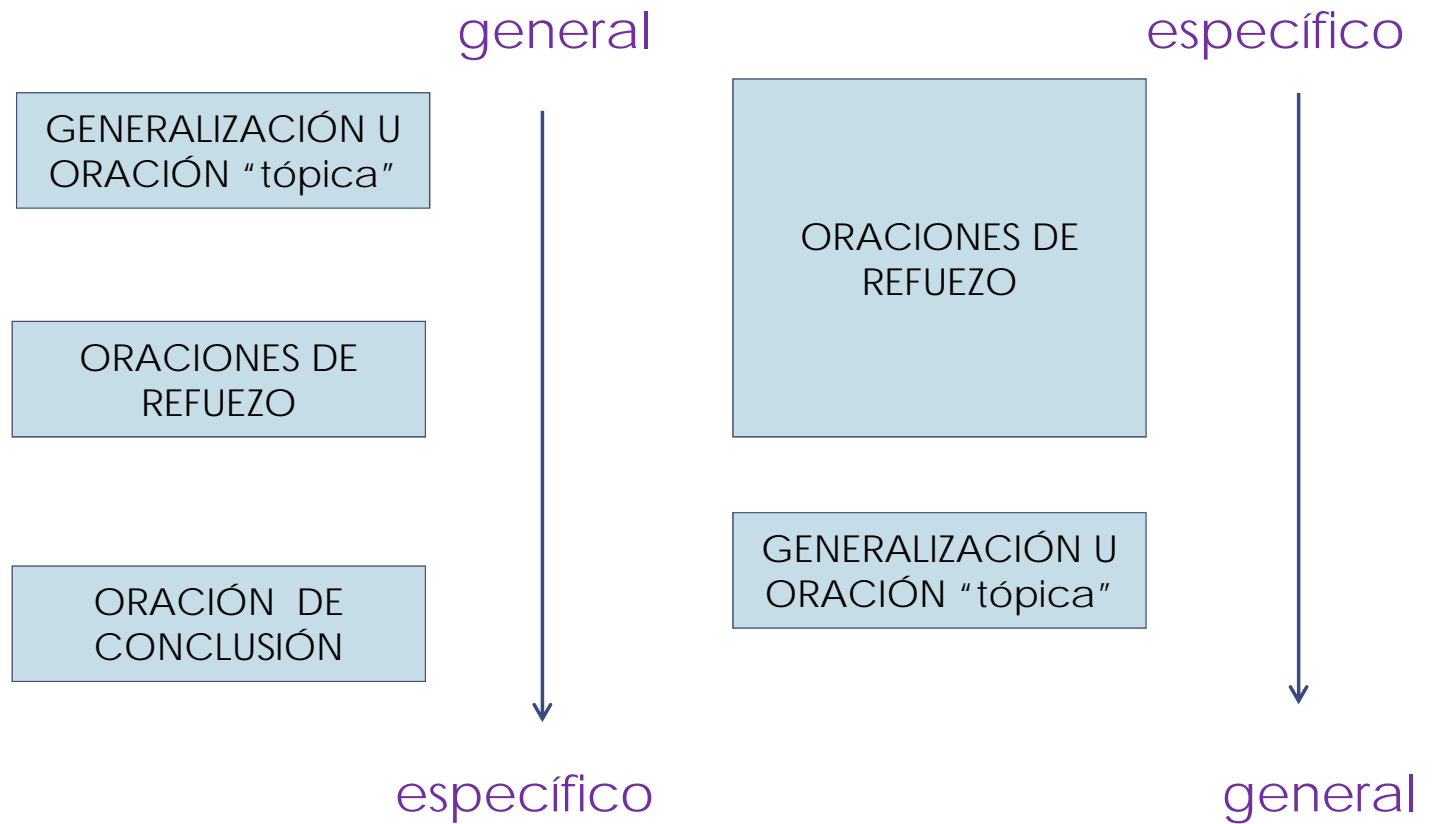 general
GENERALIZACIÓN U
ORACIÓN “tópica”
ORACIONES DE
REFUEZO
ORACIÓN DE
CONCLUSIÓN
específico
específico
ORACIONES DE
REFUEZO
GENERALIZACIÓN U
ORACIÓN “tópica”
general